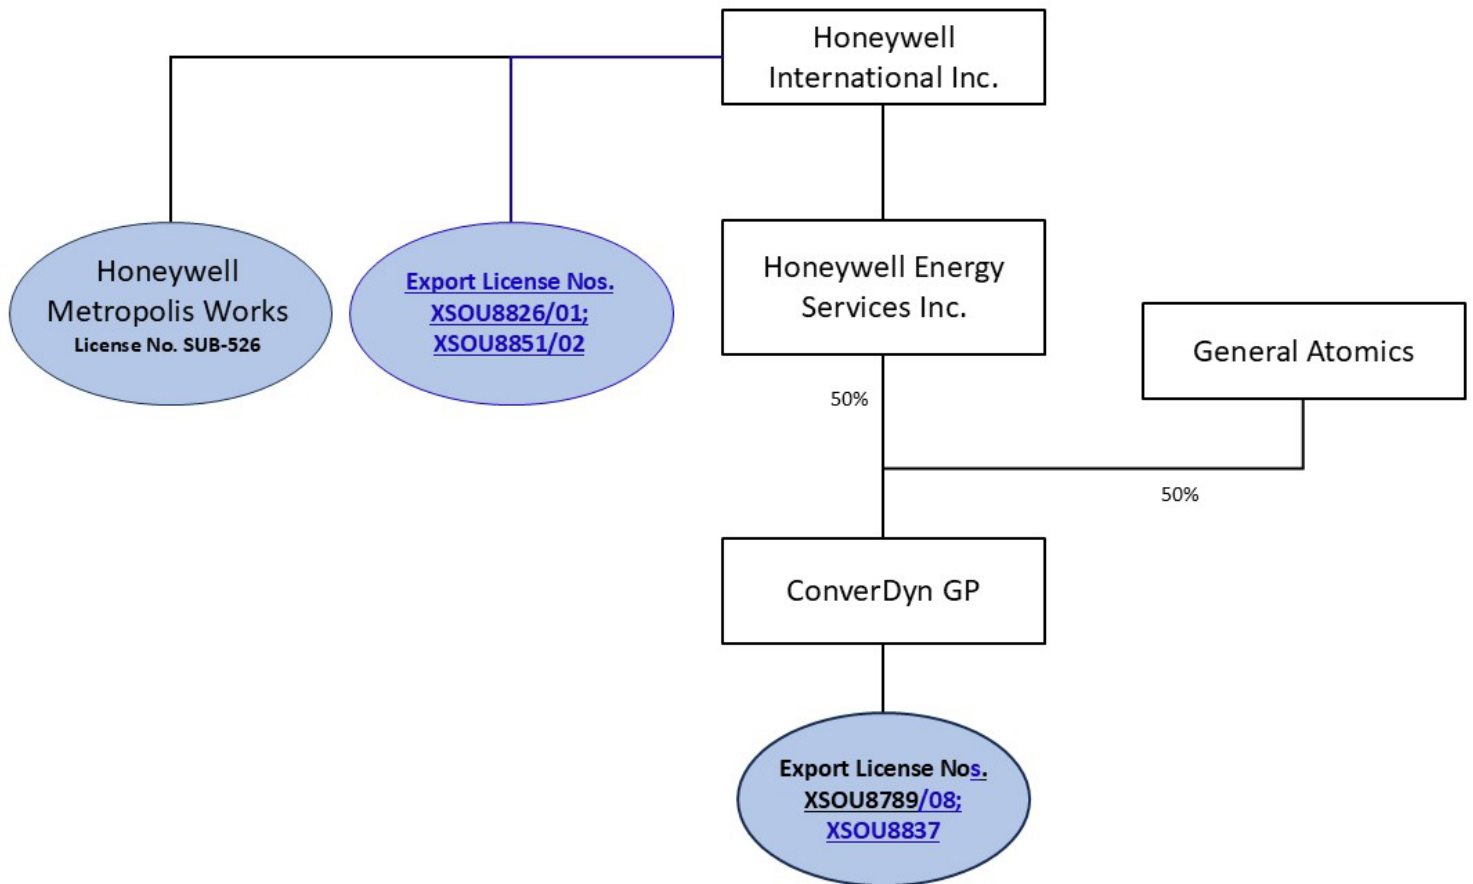 Honeywell
International Inc.
Honeywell
Metropolis Works
License No. SUB-526
Export License Nos.
XSOU8826/01;
XSOU8851/02
Honeywell Energy
Services Inc.
General Atomics
50%
50%
ConverDyn GP
Export License Nos.
XSOU8789/08;
XSOU8837